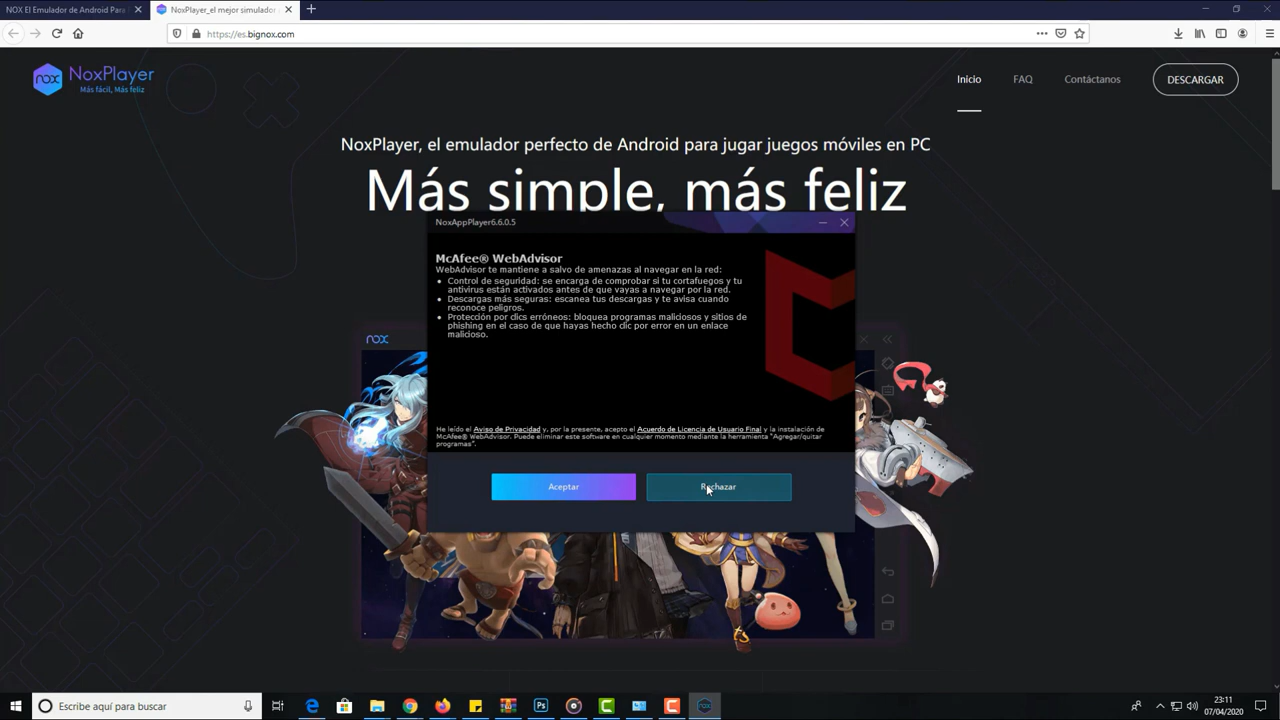 NOX El Emulador de Android Para
NoxPlayer_el mejor simulador
https://es.bignox.com
NoxPlayer
Más fácil, Más feliz
Inicio
FAQ
Contáctanos
DESCARGAR
NoxPlayer, el emulador perfecto de Android para jugar juegos móviles en PC
Más simple, más feliz
NoxAppPlayer6.6.0.5
McAfee® WebAdvisor
WebAdvisor te mantiene a salvo de amenazas al navegar en la red:
• Control de seguridad: se encarga de comprobar si tu cortafuegos y tu
antivirus están activados antes de que vayas a navegar por la red.
• Descargas más seguras: escanea tus descargas y te avisa cuando
reconoce peligros.
• Protección por clics erróneos: bloquea programas maliciosos y sitios de
phishing en el caso de que hayas hecho clic por error en un enlace
malicioso.
nox
He leído el Aviso de Privacidad y, por la presente, acepto el Acuerdo de Licencia de Usuario Final y la instalación de
McAfee® WebAdvisor. Puede eliminar este software en cualquier momento mediante la herramienta "Agregar/quitar
programas".
Aceptar
Rechazar
Escribe aquí para buscar
23:11
07/04/2020